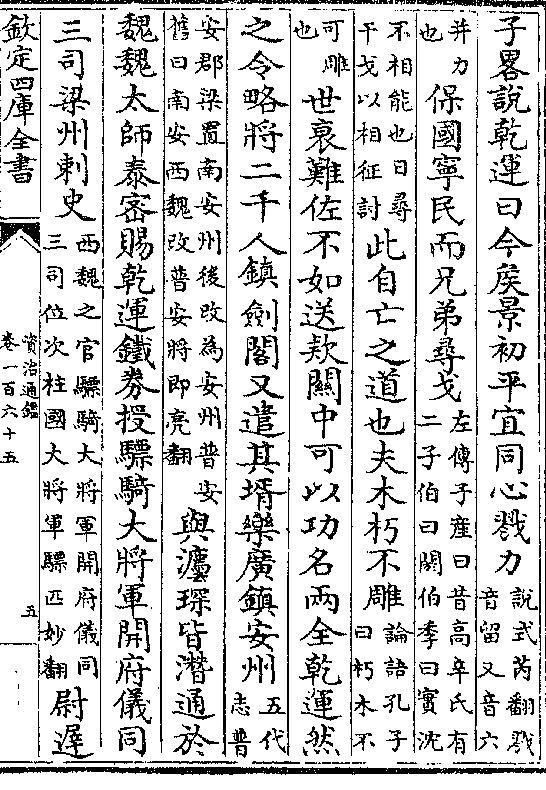 子畧說乾運曰今矦景初平宜同心戮力說式芮翻戮音留又音六
并力也保國寧民而兄弟尋戈左傳子產曰昔高辛氏有二子伯曰閼伯季曰實沈
不相能也日尋干戈以相征討此自亡之道也夫木朽不雕論語孔子曰朽木不
可雕也世衰難佐不如送欵關中可以功名兩全乾運然
之令略將二千人鎮劍閣又遣其壻樂廣鎮安州五代志普
安郡梁置南安州後改為安州普安舊曰南安西魏改普安將即亮翻與灋琛皆潜通於
魏魏太師泰密賜乾運鐵劵授驃騎大將軍開府儀同
三司梁州刺史西魏之官驃騎大將軍開府儀同三司位次柱國大將軍驃匹妙翻尉遲
欽定四庫全書
資治通鑑
卷一百六十五
五